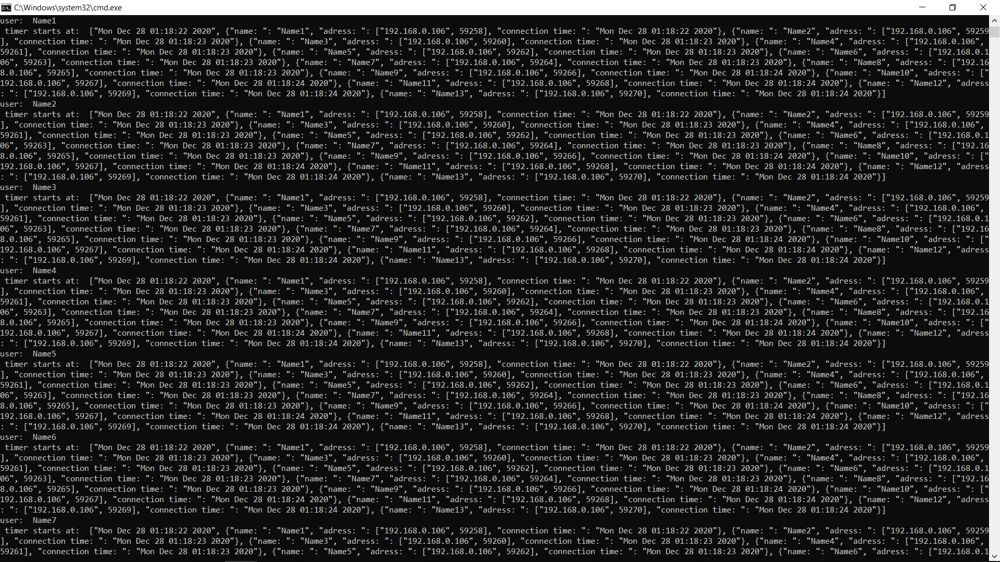 C:\Windows\system32\cmd.exe
user:  Name1
 timer starts at:  ["Mon Dec 28 01:18:22 2020", {"name: ": "Name1", "adress: ": ["192.168.0.106", 59258], "connection time: ": "Mon Dec 28 01:18:22 2020"}, {"name: ": "Name2", "adress: ": ["192.168.0.106", 59259
], "connection time: ": "Mon Dec 28 01:18:23 2020"}, {"name: ": "Name3", "adress: ": ["192.168.0.106", 59260], "connection time: ": "Mon Dec 28 01:18:23 2020"}, {"name: ": "Name4", "adress: ": ["192.168.0.106",
59261], "connection time: ": "Mon Dec 28 01:18:23 2020"}, {"name: ": "Name5", "adress: ": ["192.168.0.106", 59262], "connection time: ": "Mon Dec 28 01:18:23 2020"}, {"name: ": "Name6", "adress: ": ["192.168.0.1
06", 59263], "connection time: ": "Mon Dec 28 01:18:23 2020"}, {"name: ": "Name7", "adress: ": ["192.168.0.106", 59264], "connection time: ": "Mon Dec 28 01:18:23 2020"}, {"name: ": "Name8", "adress: ": ["192.16
8.0.106", 59265], "connection time: ": "Mon Dec 28 01:18:23 2020"}, {"name: ": "Name9", "adress: ": ["192.168.0.106", 59266], "connection time: ": "Mon Dec 28 01:18:24 2020"}, {"name: ": "Name10", "adress: ": ["
192.168.0.106", 59267], "connection time: ": "Mon Dec 28 01:18:24 2020"}, {"name: ": "Name11", "adress: ": ["192.168.0.106", 59268], "connection time: ": "Mon Dec 28 01:18:24 2020"}, {"name: ": "Name12", "adress
: ": ["192.168.0.106", 59269], "connection time: ": "Mon Dec 28 01:18:24 2020"}, {"name: ": "Name13", "adress: ": ["192.168.0.106", 59270], "connection time: ": "Mon Dec 28 01:18:24 2020"}]
user:  Name2
 timer starts at:  ["Mon Dec 28 01:18:22 2020", {"name: ": "Name1", "adress: ": ["192.168.0.106", 59258], "connection time: ": "Mon Dec 28 01:18:22 2020"}, {"name: ": "Name2", "adress: ": ["192.168.0.106", 59259
], "connection time: ": "Mon Dec 28 01:18:23 2020"}, {"name: ": "Name3", "adress: ": ["192.168.0.106", 59260], "connection time: ": "Mon Dec 28 01:18:23 2020"}, {"name: ": "Name4", "adress: ": ["192.168.0.106",
59261], "connection time: ": "Mon Dec 28 01:18:23 2020"}, {"name: ": "Name5", "adress: ": ["192.168.0.106", 59262], "connection time: ": "Mon Dec 28 01:18:23 2020"}, {"name: ": "Name6", "adress: ": ["192.168.0.1
06", 59263], "connection time: ": "Mon Dec 28 01:18:23 2020"}, {"name: ": "Name7", "adress: ": ["192.168.0.106", 59264], "connection time: ": "Mon Dec 28 01:18:23 2020"}, {"name: ": "Name8", "adress: ": ["192.16
8.0.106", 59265], "connection time: ": "Mon Dec 28 01:18:23 2020"}, {"name: ": "Name9", "adress: ": ["192.168.0.106", 59266], "connection time: ": "Mon Dec 28 01:18:24 2020"}, {"name: ": "Name10", "adress: ": ["
192.168.0.106", 59267], "connection time: ": "Mon Dec 28 01:18:24 2020"}, {"name: ": "Name11", "adress: ": ["192.168.0.106", 59268], "connection time: ": "Mon Dec 28 01:18:24 2020"}, {"name: ": "Name12", "adress
: ": ["192.168.0.106", 59269], "connection time: ": "Mon Dec 28 01:18:24 2020"}, {"name: ": "Name13", "adress: ": ["192.168.0.106", 59270], "connection time: ": "Mon Dec 28 01:18:24 2020"}]
user:  Name3
 timer starts at:  ["Mon Dec 28 01:18:22 2020", {"name: ": "Name1", "adress: ": ["192.168.0.106", 59258], "connection time: ": "Mon Dec 28 01:18:22 2020"}, {"name: ": "Name2", "adress: ": ["192.168.0.106", 59259
], "connection time: ": "Mon Dec 28 01:18:23 2020"}, {"name: ": "Name3", "adress: ": ["192.168.0.106", 59260], "connection time: ": "Mon Dec 28 01:18:23 2020"}, {"name: ": "Name4", "adress: ": ["192.168.0.106",
59261], "connection time: ": "Mon Dec 28 01:18:23 2020"}, {"name: ": "Name5", "adress: ": ["192.168.0.106", 59262], "connection time: ": "Mon Dec 28 01:18:23 2020"}, {"name: ": "Name6", "adress: ": ["192.168.0.1
06", 59263], "connection time: ": "Mon Dec 28 01:18:23 2020"}, {"name: ": "Name7", "adress: ": ["192.168.0.106", 59264], "connection time: ": "Mon Dec 28 01:18:23 2020"}, {"name: ": "Name8", "adress: ": ["192.16
8.0.106", 59265], "connection time: ": "Mon Dec 28 01:18:23 2020"}, {"name: ": "Name9", "adress: ": ["192.168.0.106", 59266], "connection time: ": "Mon Dec 28 01:18:24 2020"}, {"name: ": "Name10", "adress: ": ["
192.168.0.106", 59267], "connection time: ": "Mon Dec 28 01:18:24 2020"}, {"name: ": "Name11", "adress: ": ["192.168.0.106", 59268], "connection time: ": "Mon Dec 28 01:18:24 2020"}, {"name: ": "Name12", "adress
: ": ["192.168.0.106", 59269], "connection time: ": "Mon Dec 28 01:18:24 2020"}, {"name: ": "Name13", "adress: ": ["192.168.0.106", 59270], "connection time: ": "Mon Dec 28 01:18:24 2020"}]
user:  Name4
 timer starts at:  ["Mon Dec 28 01:18:22 2020", {"name: ": "Name1", "adress: ": ["192.168.0.106", 59258], "connection time: ": "Mon Dec 28 01:18:22 2020"}, {"name: ": "Name2", "adress: ": ["192.168.0.106", 59259
], "connection time: ": "Mon Dec 28 01:18:23 2020"}, {"name: ": "Name3", "adress: ": ["192.168.0.106", 59260], "connection time: ": "Mon Dec 28 01:18:23 2020"}, {"name: ": "Name4", "adress: ": ["192.168.0.106",
59261], "connection time: ": "Mon Dec 28 01:18:23 2020"}, {"name: ": "Name5", "adress: ": ["192.168.0.106", 59262], "connection time: ": "Mon Dec 28 01:18:23 2020"}, {"name: ": "Name6", "adress: ": ["192.168.0.1
06", 59263], "connection time: ": "Mon Dec 28 01:18:23 2020"}, {"name: ": "Name7", "adress: ": ["192.168.0.106", 59264], "connection time: ": "Mon Dec 28 01:18:23 2020"}, {"name: ": "Name8", "adress: ": ["192.16
8.0.106", 59265], "connection time: ": "Mon Dec 28 01:18:23 2020"}, {"name: ": "Name9", "adress: ": ["192.168.0.106", 59266], "connection time: ": "Mon Dec 28 01:18:24 2020"}, {"name: ": "Name10", "adress: ": ["
192.168.0.106", 59267], "connection time: ": "Mon Dec 28 01:18:24 2020"}, {"name: ": "Name11", "adress: ": ["192.168.0.106", 59268], "connection time: ": "Mon Dec 28 01:18:24 2020"}, {"name: ": "Name12", "adress
: ": ["192.168.0.106", 59269], "connection time: ": "Mon Dec 28 01:18:24 2020"}, {"name: ": "Name13", "adress: ": ["192.168.0.106", 59270], "connection time: ": "Mon Dec 28 01:18:24 2020"}]
user:  Name5
 timer starts at:  ["Mon Dec 28 01:18:22 2020", {"name: ": "Name1", "adress: ": ["192.168.0.106", 59258], "connection time: ": "Mon Dec 28 01:18:22 2020"}, {"name: ": "Name2", "adress: ": ["192.168.0.106", 59259
], "connection time: ": "Mon Dec 28 01:18:23 2020"}, {"name: ": "Name3", "adress: ": ["192.168.0.106", 59260], "connection time: ": "Mon Dec 28 01:18:23 2020"}, {"name: ": "Name4", "adress: ": ["192.168.0.106",
59261], "connection time: ": "Mon Dec 28 01:18:23 2020"}, {"name: ": "Name5", "adress: ": ["192.168.0.106", 59262], "connection time: ": "Mon Dec 28 01:18:23 2020"}, {"name: ": "Name6", "adress: ": ["192.168.0.1
06", 59263], "connection time: ": "Mon Dec 28 01:18:23 2020"}, {"name: ": "Name7", "adress: ": ["192.168.0.106", 59264], "connection time: ": "Mon Dec 28 01:18:23 2020"}, {"name: ": "Name8", "adress: ": ["192.16
8.0.106", 59265], "connection time: ": "Mon Dec 28 01:18:23 2020"}, {"name: ": "Name9", "adress: ": ["192.168.0.106", 59266], "connection time: ": "Mon Dec 28 01:18:24 2020"}, {"name: ": "Name10", "adress: ": ["
192.168.0.106", 59267], "connection time: ": "Mon Dec 28 01:18:24 2020"}, {"name: ": "Name11", "adress: ": ["192.168.0.106", 59268], "connection time: ": "Mon Dec 28 01:18:24 2020"}, {"name: ": "Name12", "adress
: ": ["192.168.0.106", 59269], "connection time: ": "Mon Dec 28 01:18:24 2020"}, {"name: ": "Name13", "adress: ": ["192.168.0.106", 59270], "connection time: ": "Mon Dec 28 01:18:24 2020"}]
user:  Name6
 timer starts at:  ["Mon Dec 28 01:18:22 2020", {"name: ": "Name1", "adress: ": ["192.168.0.106", 59258], "connection time: ": "Mon Dec 28 01:18:22 2020"}, {"name: ": "Name2", "adress: ": ["192.168.0.106", 59259
], "connection time: ": "Mon Dec 28 01:18:23 2020"}, {"name: ": "Name3", "adress: ": ["192.168.0.106", 59260], "connection time: ": "Mon Dec 28 01:18:23 2020"}, {"name: ": "Name4", "adress: ": ["192.168.0.106",
59261], "connection time: ": "Mon Dec 28 01:18:23 2020"}, {"name: ": "Name5", "adress: ": ["192.168.0.106", 59262], "connection time: ": "Mon Dec 28 01:18:23 2020"}, {"name: ": "Name6", "adress: ": ["192.168.0.1
06", 59263], "connection time: ": "Mon Dec 28 01:18:23 2020"}, {"name: ": "Name7", "adress: ": ["192.168.0.106", 59264], "connection time: ": "Mon Dec 28 01:18:23 2020"}, {"name: ": "Name8", "adress: ": ["192.16
8.0.106", 59265], "connection time: ": "Mon Dec 28 01:18:23 2020"}, {"name: ": "Name9", "adress: ": ["192.168.0.106", 59266], "connection time: ": "Mon Dec 28 01:18:24 2020"}, {"name: ": "Name10", "adress: ": ["
192.168.0.106", 59267], "connection time: ": "Mon Dec 28 01:18:24 2020"}, {"name: ": "Name11", "adress: ": ["192.168.0.106", 59268], "connection time: ": "Mon Dec 28 01:18:24 2020"}, {"name: ": "Name12", "adress
: ": ["192.168.0.106", 59269], "connection time: ": "Mon Dec 28 01:18:24 2020"}, {"name: ": "Name13", "adress: ": ["192.168.0.106", 59270], "connection time: ": "Mon Dec 28 01:18:24 2020"}]
user:  Name7
 timer starts at:  ["Mon Dec 28 01:18:22 2020", {"name: ": "Name1", "adress: ": ["192.168.0.106", 59258], "connection time: ": "Mon Dec 28 01:18:22 2020"}, {"name: ": "Name2", "adress: ": ["192.168.0.106", 59259
], "connection time: ": "Mon Dec 28 01:18:23 2020"}, {"name: ": "Name3", "adress: ": ["192.168.0.106", 59260], "connection time: ": "Mon Dec 28 01:18:23 2020"}, {"name: ": "Name4", "adress: ": ["192.168.0.106",
59261], "connection time: ": "Mon Dec 28 01:18:23 2020"}, {"name: ": "Name5", "adress: ": ["192.168.0.106", 59262], "connection time: ": "Mon Dec 28 01:18:23 2020"}, {"name: ": "Name6", "adress: ": ["192.168.0.1